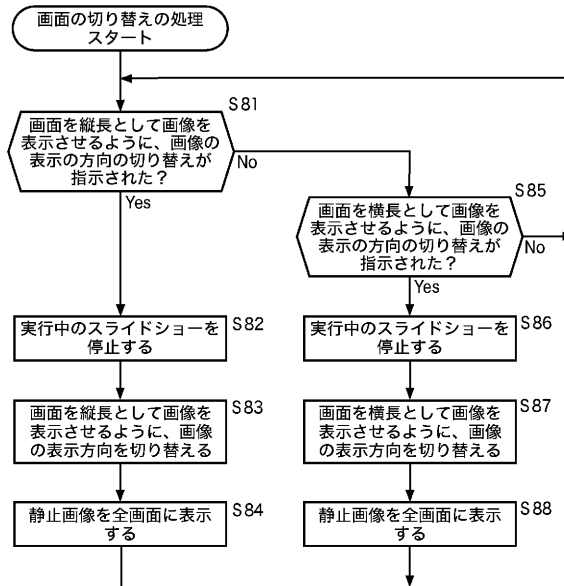 画面の切り替えの処理
スタート
S81
画面を縦長として画像を
表示させるように、画像の
表示の方向の切り替えが
指示された？
No
Yes
S85
画面を横長として画像を
表示させるように、画像の
表示の方向の切り替えが
指示された？
No
Yes
S82
実行中のスライドショーを
停止する
S86
実行中のスライドショーを
停止する
S83
画面を縦長として画像を
表示させるように、画像
の表示方向を切り替える
S87
画面を横長として画像を
表示させるように、画像
の表示方向を切り替える
S84
静止画像を全画面に表示
する
S88
静止画像を全画面に表示
する